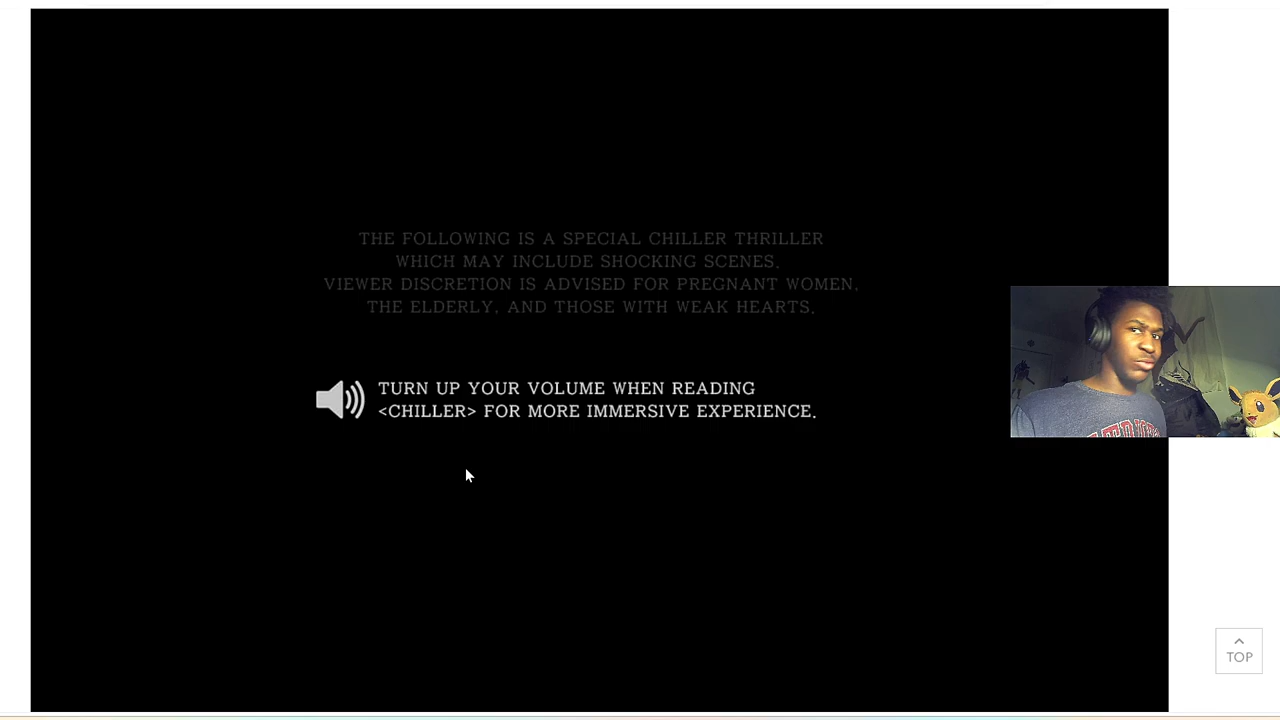 THE FOLLOWING IS A SPECIAL CHILLER THRILLER
WHICH MAY INCLUDE SHOCKING SCENES.
VIEWER DISCRETION IS ADVISED FOR PREGNANT WOMEN,
THE ELDERLY, AND THOSE WITH WEAK HEARTS.
TURN UP YOUR VOLUME WHEN READING
<CHILLER> FOR MORE IMMERSIVE EXPERIENCE.
TOP